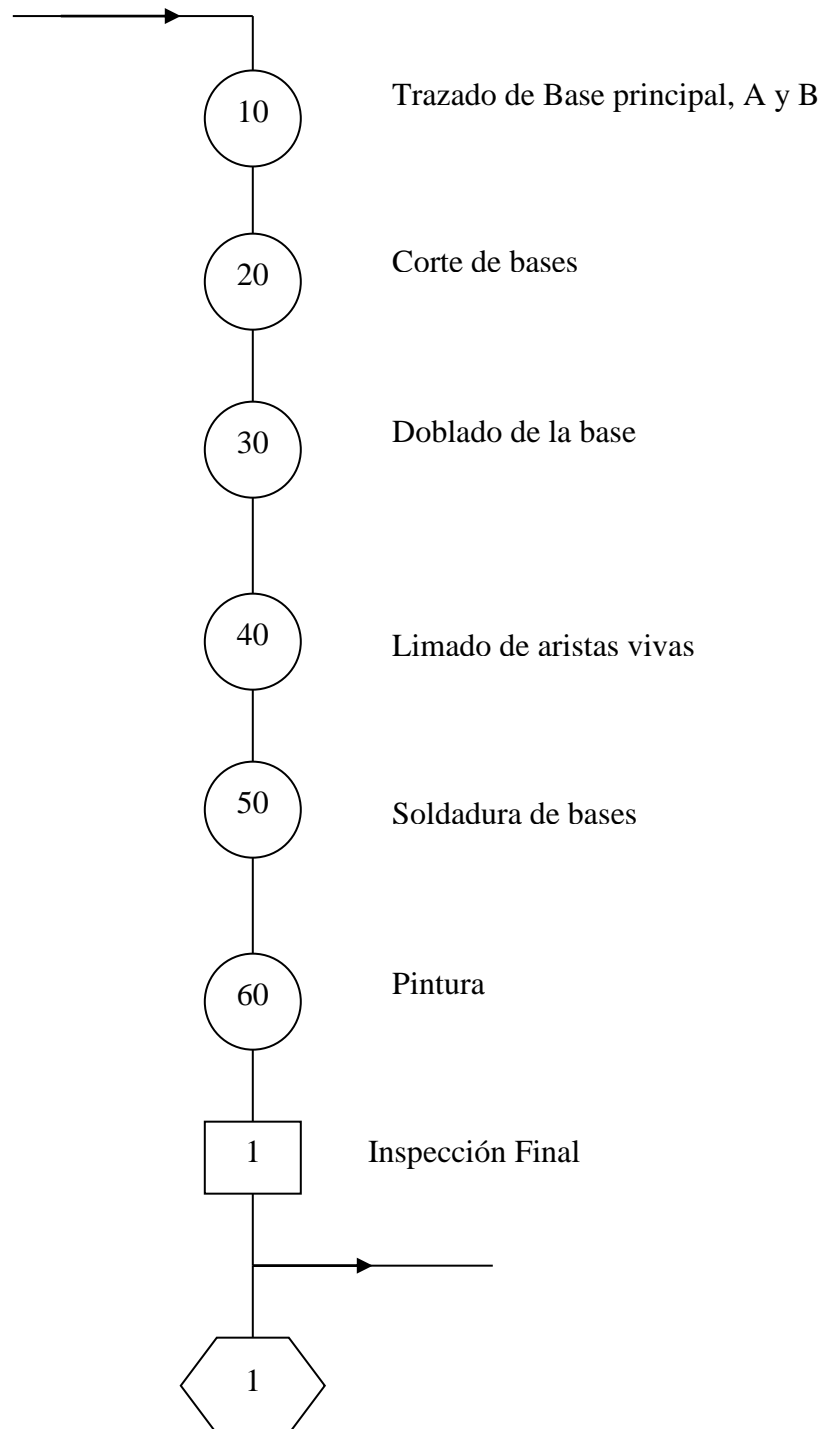 10
Trazado de Base principal, A y B
20
Corte de bases
30
Doblado de la base
40
Limado de aristas vivas
50
Soldadura de bases
60
Pintura
1
Inspección Final
1